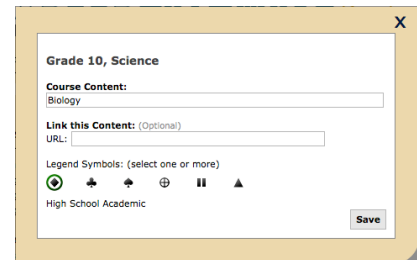 X
Grade 10, Science
Course Content:
Biology
Link this Content: (Optional)
URL:
Legend Symbols: (select one or more)
High School Academic
Save